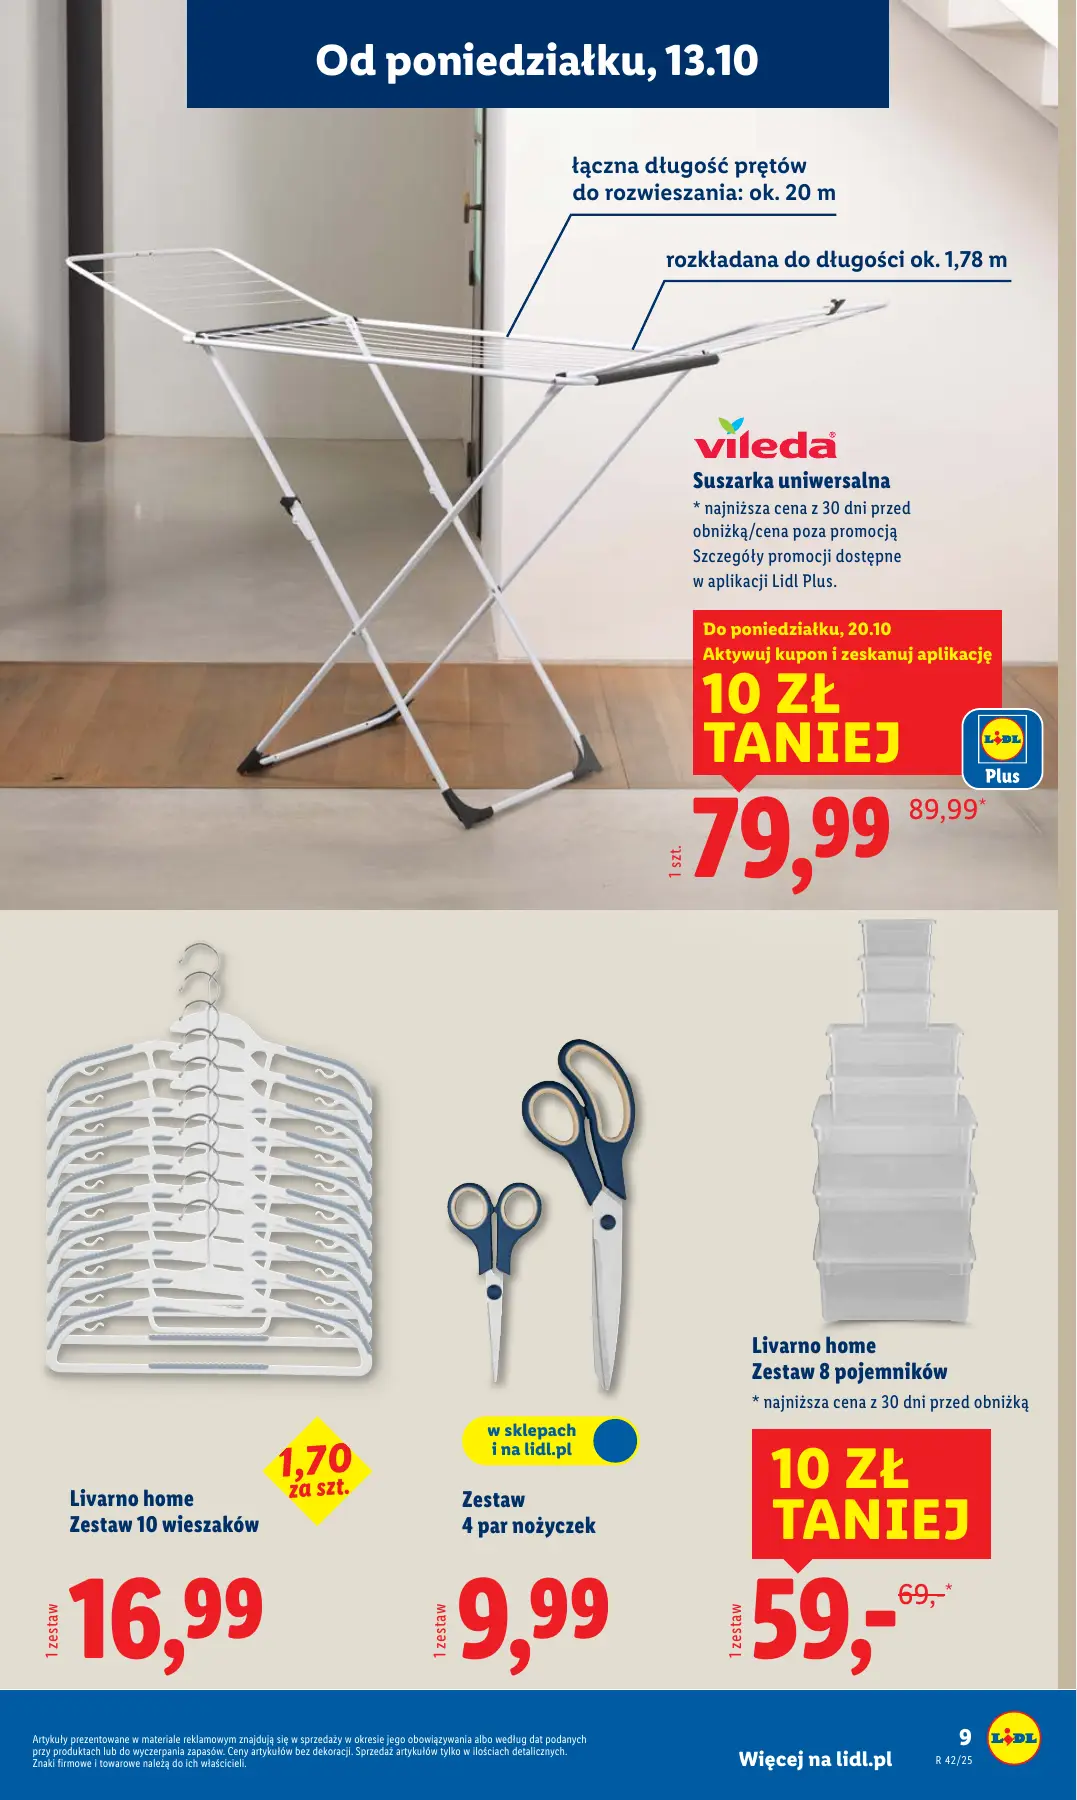 Od poniedziałku, 13.10
łączna długość prętów
do rozwieszania: ok. 20 m
rozkładana do długości ok. 1,78 m
vileda®
Suszarka uniwersalna
* najniższa cena z 30 dni przed
obniżką/cena poza promocją
Szczegóły promocji dostępne
w aplikacji Lidl Plus.
Do poniedziałku, 20.10
Aktywuj kupon i zeskanuj aplikację
10 ZŁ
TANIEJ
LIDL
Plus
1 szt.
79,99
89,99*
Livarno home
Zestaw 10 wieszaków
1,70
za szt.
1 zestaw
16,99
w sklepach
i na lidl.pl
Zestaw
4 par nożyczek
1 zestaw
9,99
Livarno home
Zestaw 8 pojemników
* najniższa cena z 30 dni przed obniżką
10 ZŁ
TANIEJ
1 zestaw
59,-
69,-*
Artykuły prezentowane w materiale reklamowym znajdują się w sprzedaży w okresie jego obowiązywania albo według dat podanych
przy produktach lub do wyczerpania zapasów. Ceny artykułów bez dekoracji. Sprzedaż artykułów tylko w ilościach detalicznych.
Znaki firmowe i towarowe należą do ich właścicieli.
Więcej na lidl.pl
9
R 42/25
LIDL